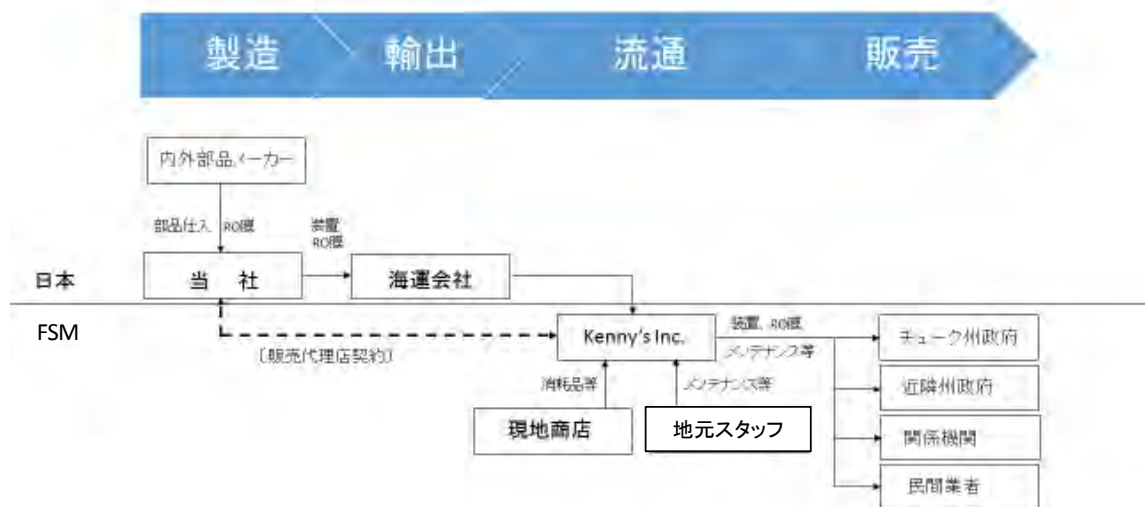 製造 輸出 流通 販売
内外部品メーカー
部品仕入 RO膜
装置
RO膜
日本
当 社
海運会社
FSM
〔販売代理店契約〕
Kenny's Inc.
装置、RO膜
メンテナンス等
チューク州政府
消耗品等
メンテナンス等
近隣州政府
現地商店
地元スタッフ
関係機関
民間業者